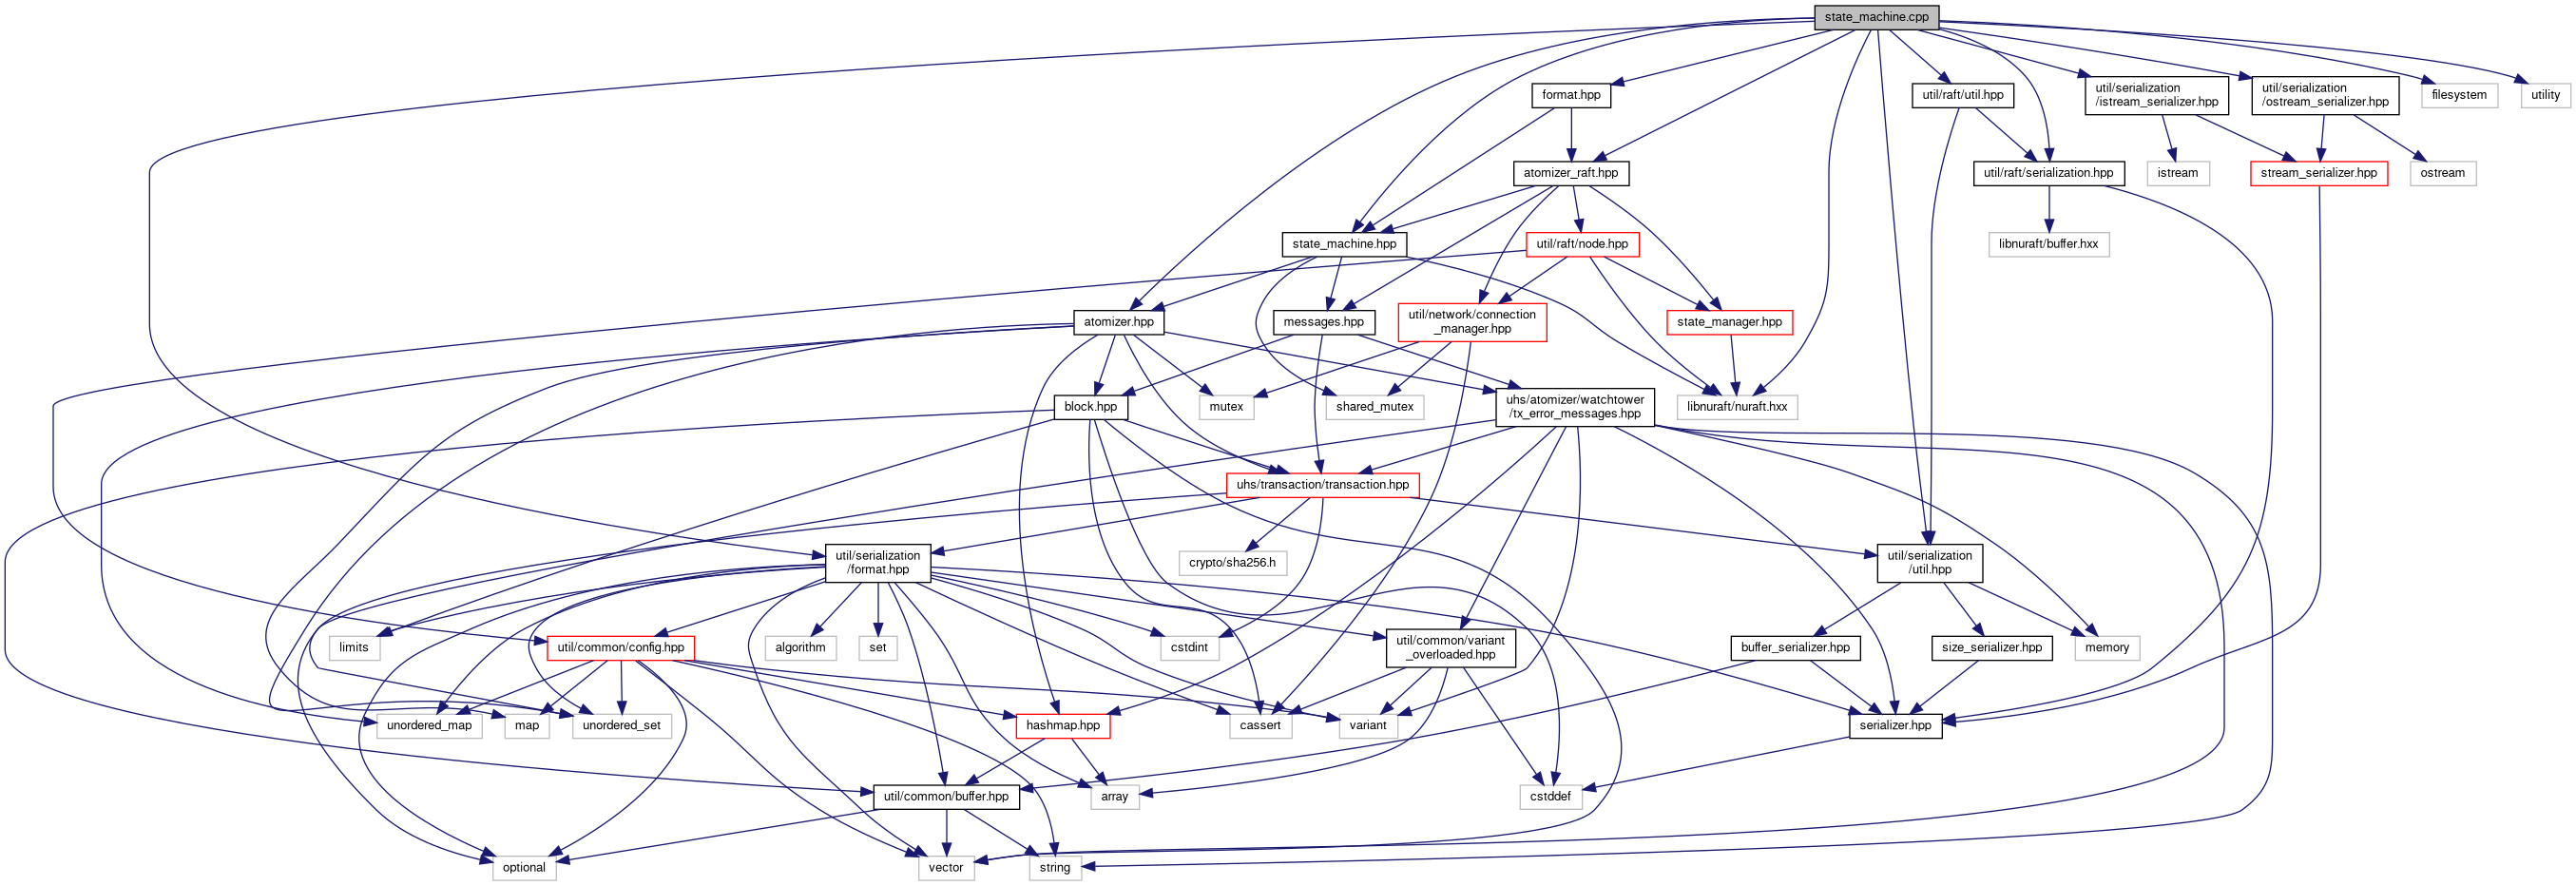 state_machine.cpp
format.hpp
util/raft/util.hpp
util/serialization
/istream_serializer.hpp
util/serialization
/ostream_serializer.hpp
filesystem
utility
atomizer_raft.hpp
util/raft/serialization.hpp
istream
stream_serializer.hpp
ostream
state_machine.hpp
util/raft/node.hpp
libnuraft/buffer.hxx
atomizer.hpp
messages.hpp
util/network/connection
_manager.hpp
state_manager.hpp
block.hpp
mutex
shared_mutex
uhs/atomizer/watchtower
/tx_error_messages.hpp
libnuraft/nuraft.hxx
uhs/transaction/transaction.hpp
util/serialization
/format.hpp
crypto/sha256.h
util/serialization
/util.hpp
limits
util/common/config.hpp
algorithm
set
cstdint
util/common/variant
_overloaded.hpp
buffer_serializer.hpp
size_serializer.hpp
memory
unordered_map
map
unordered_set
hashmap.hpp
cassert
variant
serializer.hpp
util/common/buffer.hpp
array
cstddef
optional
vector
string